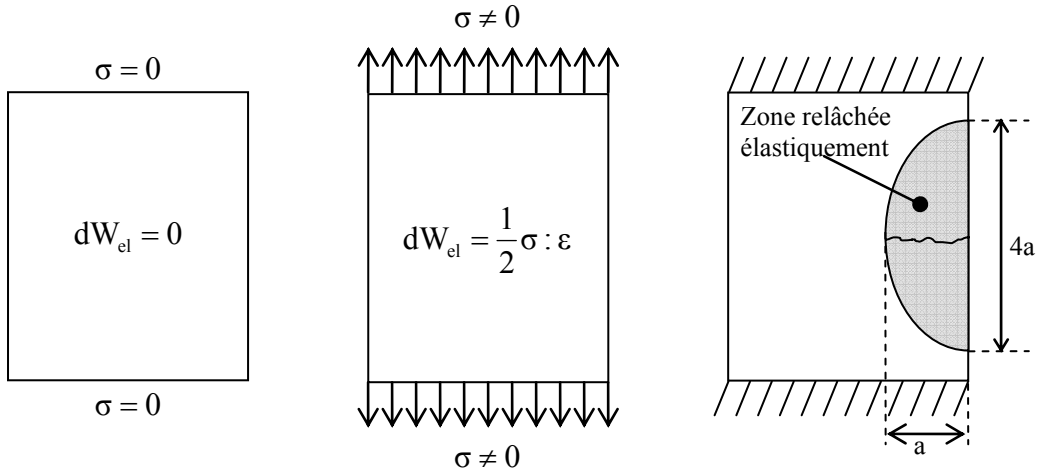 σ = 0
dW_el = 0
σ = 0
σ ≠ 0
dW_el = 1/2 σ : ε
σ ≠ 0
Zone relâchée
élastiquement
4a
a